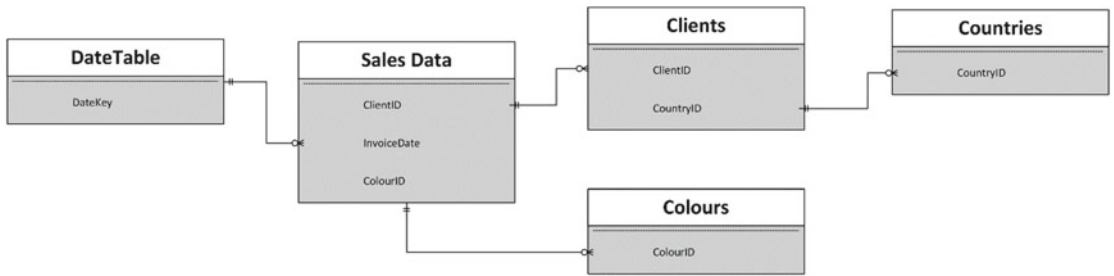 DateTable
DateKey
Sales Data
ClientID
InvoiceDate
ColourID
Clients
ClientID
CountryID
Countries
CountryID
Colours
ColourID